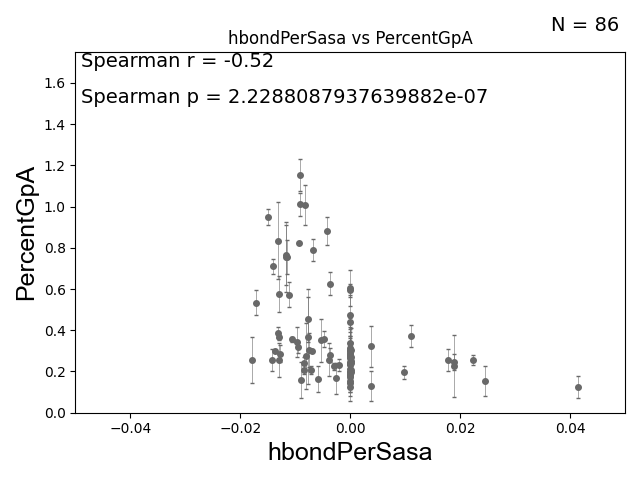 N = 86
hbondPerSasa vs PercentGpA
Spearman r = -0.52
Spearman p = 2.2288087937639882e-07
PercentGpA
1.6
1.4
1.2
1.0
0.8
0.6
0.4
0.2
0.0
−0.04
−0.02
0.00
0.02
0.04
hbondPerSasa